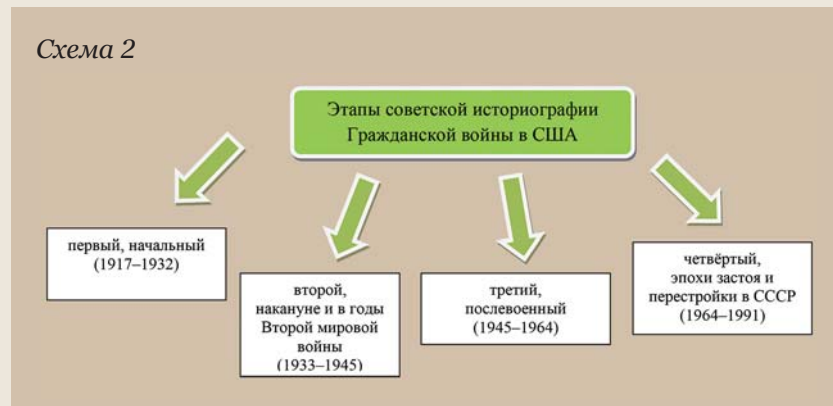 Схема 2
Этапы советской историографии
Гражданской войны в США
первый, начальный
(1917–1932)
второй,
накануне и в годы
Второй мировой
войны
(1933–1945)
третий,
послевоенный
(1945–1964)
четвёртый,
эпохи застоя и
перестройки в СССР
(1964–1991)